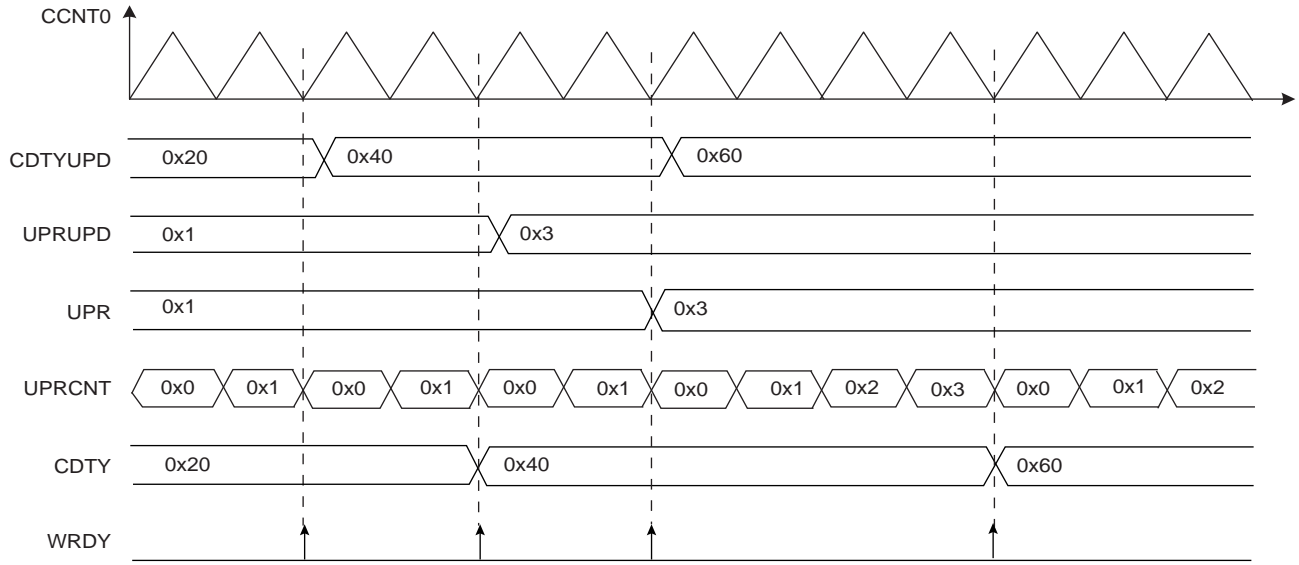 CCNT0
CDTYUPD 0x20 0x40 0x60
UPRUPD 0x1 0x3
UPR 0x1 0x3
UPRCNT 0x0 0x1 0x0 0x1 0x0 0x1 0x0 0x1 0x2 0x3 0x0 0x1 0x2
CDTY 0x20 0x40 0x60
WRDY